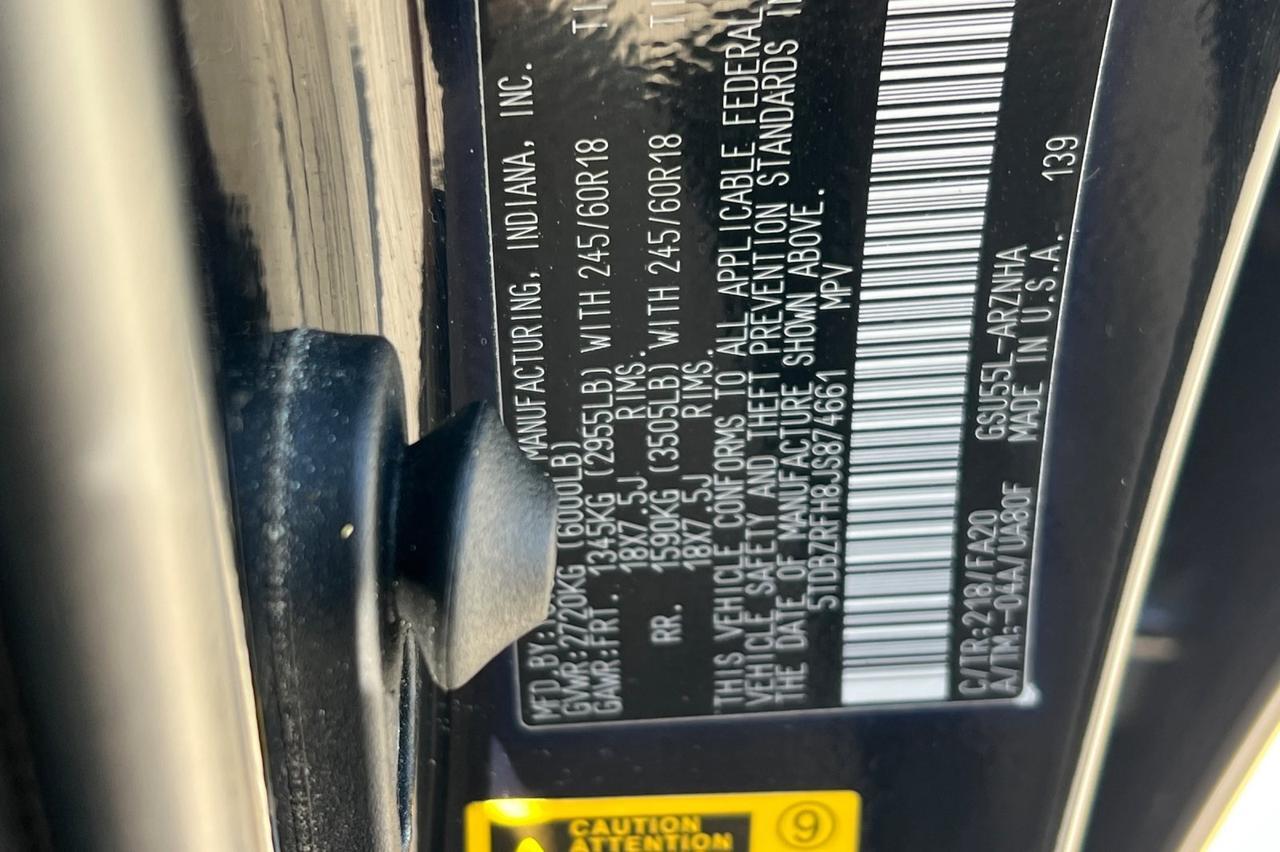 MFD.BY: MANUFACTURING, INDIANA, INC.
GVWR:2720KG (6000LB)
GAWR:FRT. 1345KG (2955LB) WITH 245/60R18
18X7.5J RIMS.
RR. 1590KG (3505LB) WITH 245/60R18
18X7.5J RIMS.
THIS VEHICLE CONFORMS TO ALL APPLICABLE FEDERAL
VEHICLE SAFETY AND THEFT PREVENTION STANDARDS
THE DATE OF MANUFACTURE SHOWN ABOVE.
5TDBZRFH8JS874661 MPV
C/TR:218/FA20 GSU55L-ARZNHA
A/TM:-04A/UA80F MADE IN U.S.A. 139
CAUTION
ATTENTION
9